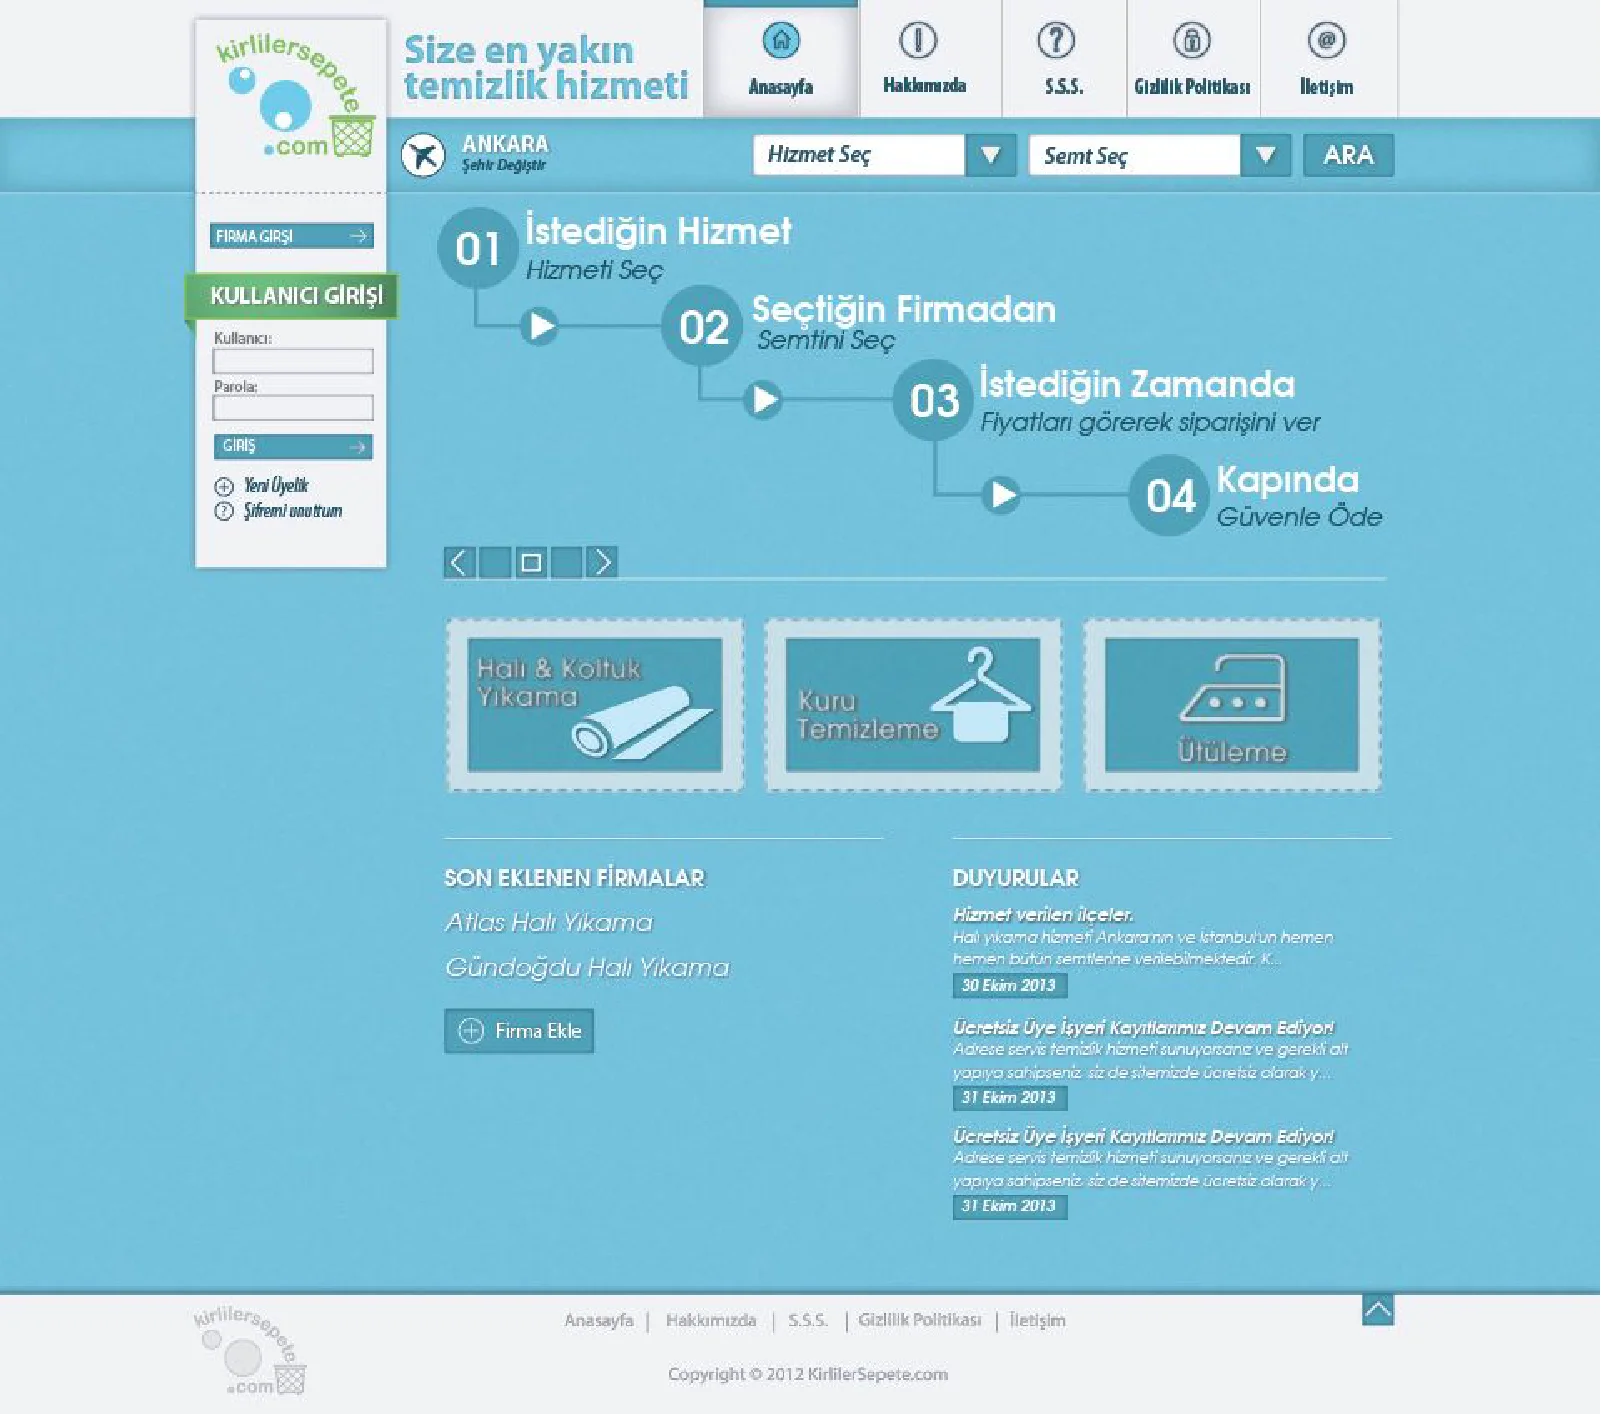 kirlilersepete
.com
Size en yakın
temizlik hizmeti
Anasayfa
Hakkımızda
S.S.S.
Gizlilik Politikası
İletişim
ANKARA
Şehir Değiştir
Hizmet Seç
Semt Seç
ARA
FIRMA GIRŞI
KULLANICI GİRİŞİ
Kullanıcı:
Parola:
GİRİŞ
Yeni Üyelik
Şifremi unuttum
01
İstediğin Hizmet
Hizmeti Seç
02
Seçtiğin Firmadan
Semtini Seç
03
İstediğin Zamanda
Fiyatları görerek siparişini ver
04
Kapında
Güvenle Öde
Halı & Koltuk
Yıkama
Kuru
Temizleme
Ütüleme
SON EKLENEN FİRMALAR
Atlas Halı Yıkama
Gündoğdu Halı Yıkama
Firma Ekle
DUYURULAR
Hizmet verilen ilçeler.
Halı yıkama hizmeti Ankara'nın ve İstanbul'un hemen
hemen bütün semtlerine verilebilmektedir. K...
30 Ekim 2013
Ücretsiz Üye İşyeri Kayıtlarımız Devam Ediyor!
Adrese servis temizlik hizmeti sunuyorsanız ve gerekli alt
yapıya sahipseniz, siz de sitemizde ücretsiz olarak y...
31 Ekim 2013
Ücretsiz Üye İşyeri Kayıtlarımız Devam Ediyor!
Adrese servis temizlik hizmeti sunuyorsanız ve gerekli alt
yapıya sahipseniz, siz de sitemizde ücretsiz olarak y...
31 Ekim 2013
kirlilersepete
.com
Anasayfa | Hakkımızda | S.S.S. | Gizlilik Politikası | İletişim
Copyright © 2012 KirlilerSepete.com